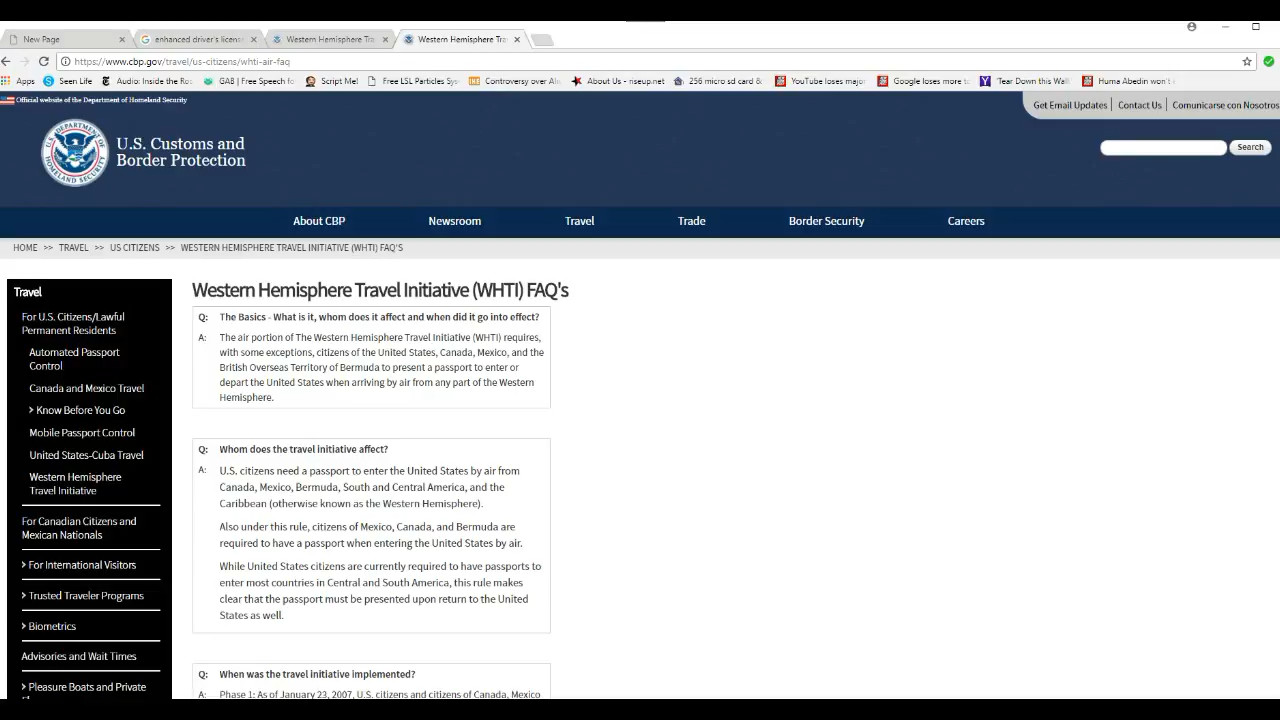 New Page
enhanced driver's license
Western Hemisphere Tra
Western Hemisphere Tra
https://www.cbp.gov/travel/us-citizens/whti-air-faq
Apps
Seen Life
Audio: Inside the Ro
GAB | Free Speech fo
Script Me!
Free LSL Particles Sys
Controversy over Al
About Us - riseup.net
256 micro sd card &
YouTube loses major
Google loses more to
'Tear Down this Wall
Huma Abedin won't
Official website of the Department of Homeland Security
Get Email Updates
Contact Us
Comunicarse con Nosotros
U.S. DEPARTMENT OF HOMELAND SECURITY
U.S. Customs and
Border Protection
Search
About CBP
Newsroom
Travel
Trade
Border Security
Careers
HOME >> TRAVEL >> US CITIZENS >> WESTERN HEMISPHERE TRAVEL INITIATIVE (WHTI) FAQ'S
Travel
For U.S. Citizens/Lawful
Permanent Residents
Automated Passport
Control
Canada and Mexico Travel
Know Before You Go
Mobile Passport Control
United States-Cuba Travel
Western Hemisphere
Travel Initiative
For Canadian Citizens and
Mexican Nationals
For International Visitors
Trusted Traveler Programs
Biometrics
Advisories and Wait Times
Pleasure Boats and Private
Western Hemisphere Travel Initiative (WHTI) FAQ's
Q: The Basics - What is it, whom does it affect and when did it go into effect?
A: The air portion of The Western Hemisphere Travel Initiative (WHTI) requires,
with some exceptions, citizens of the United States, Canada, Mexico, and the
British Overseas Territory of Bermuda to present a passport to enter or
depart the United States when arriving by air from any part of the Western
Hemisphere.
Q: Whom does the travel initiative affect?
A: U.S. citizens need a passport to enter the United States by air from
Canada, Mexico, Bermuda, South and Central America, and the
Caribbean (otherwise known as the Western Hemisphere).
Also under this rule, citizens of Mexico, Canada, and Bermuda are
required to have a passport when entering the United States by air.
While United States citizens are currently required to have passports to
enter most countries in Central and South America, this rule makes
clear that the passport must be presented upon return to the United
States as well.
Q: When was the travel initiative implemented?
A: Phase 1: As of January 23, 2007, U.S. citizens and citizens of Canada, Mexico